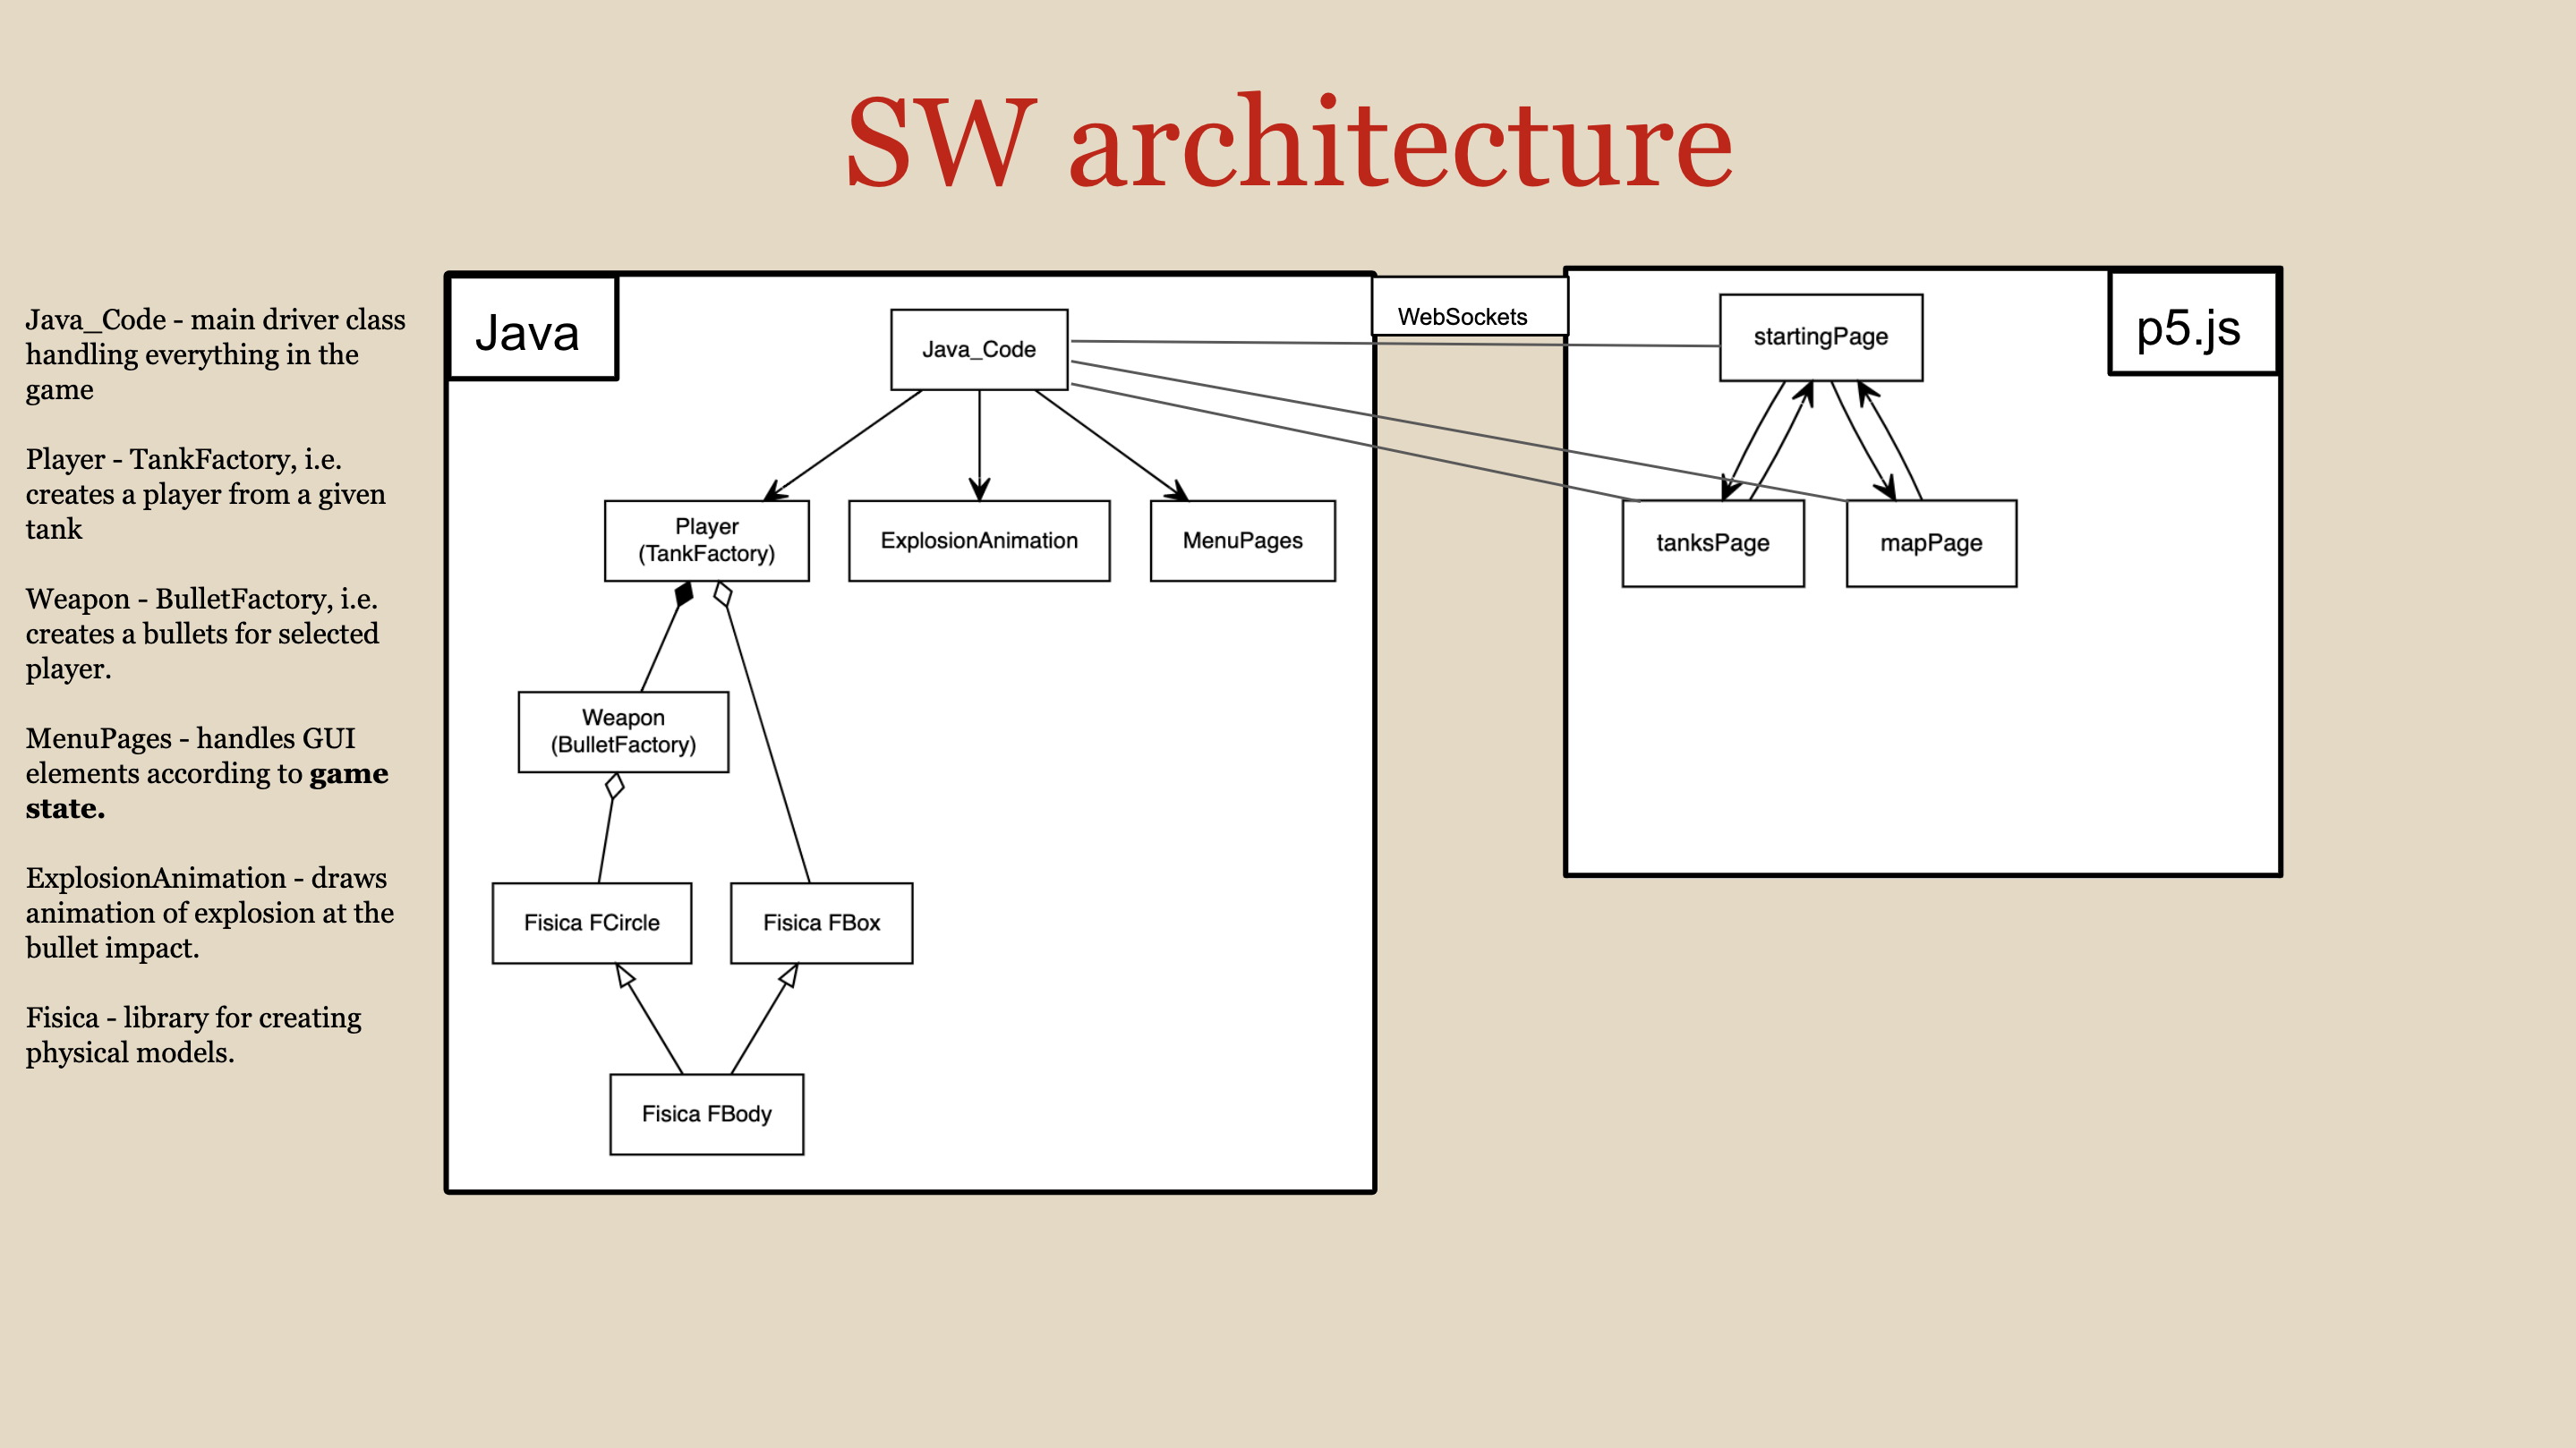 SW architecture
Java_Code - main driver class
handling everything in the
game
Player - TankFactory, i.e.
creates a player from a given
tank
Weapon - BulletFactory, i.e.
creates a bullets for selected
player.
MenuPages - handles GUI
elements according to game
state.
ExplosionAnimation - draws
animation of explosion at the
bullet impact.
Fisica - library for creating
physical models.
Java
Java_Code
Player
(TankFactory)
ExplosionAnimation
MenuPages
Weapon
(BulletFactory)
Fisica FCircle
Fisica FBox
Fisica FBody
WebSockets
startingPage
p5.js
tanksPage
mapPage